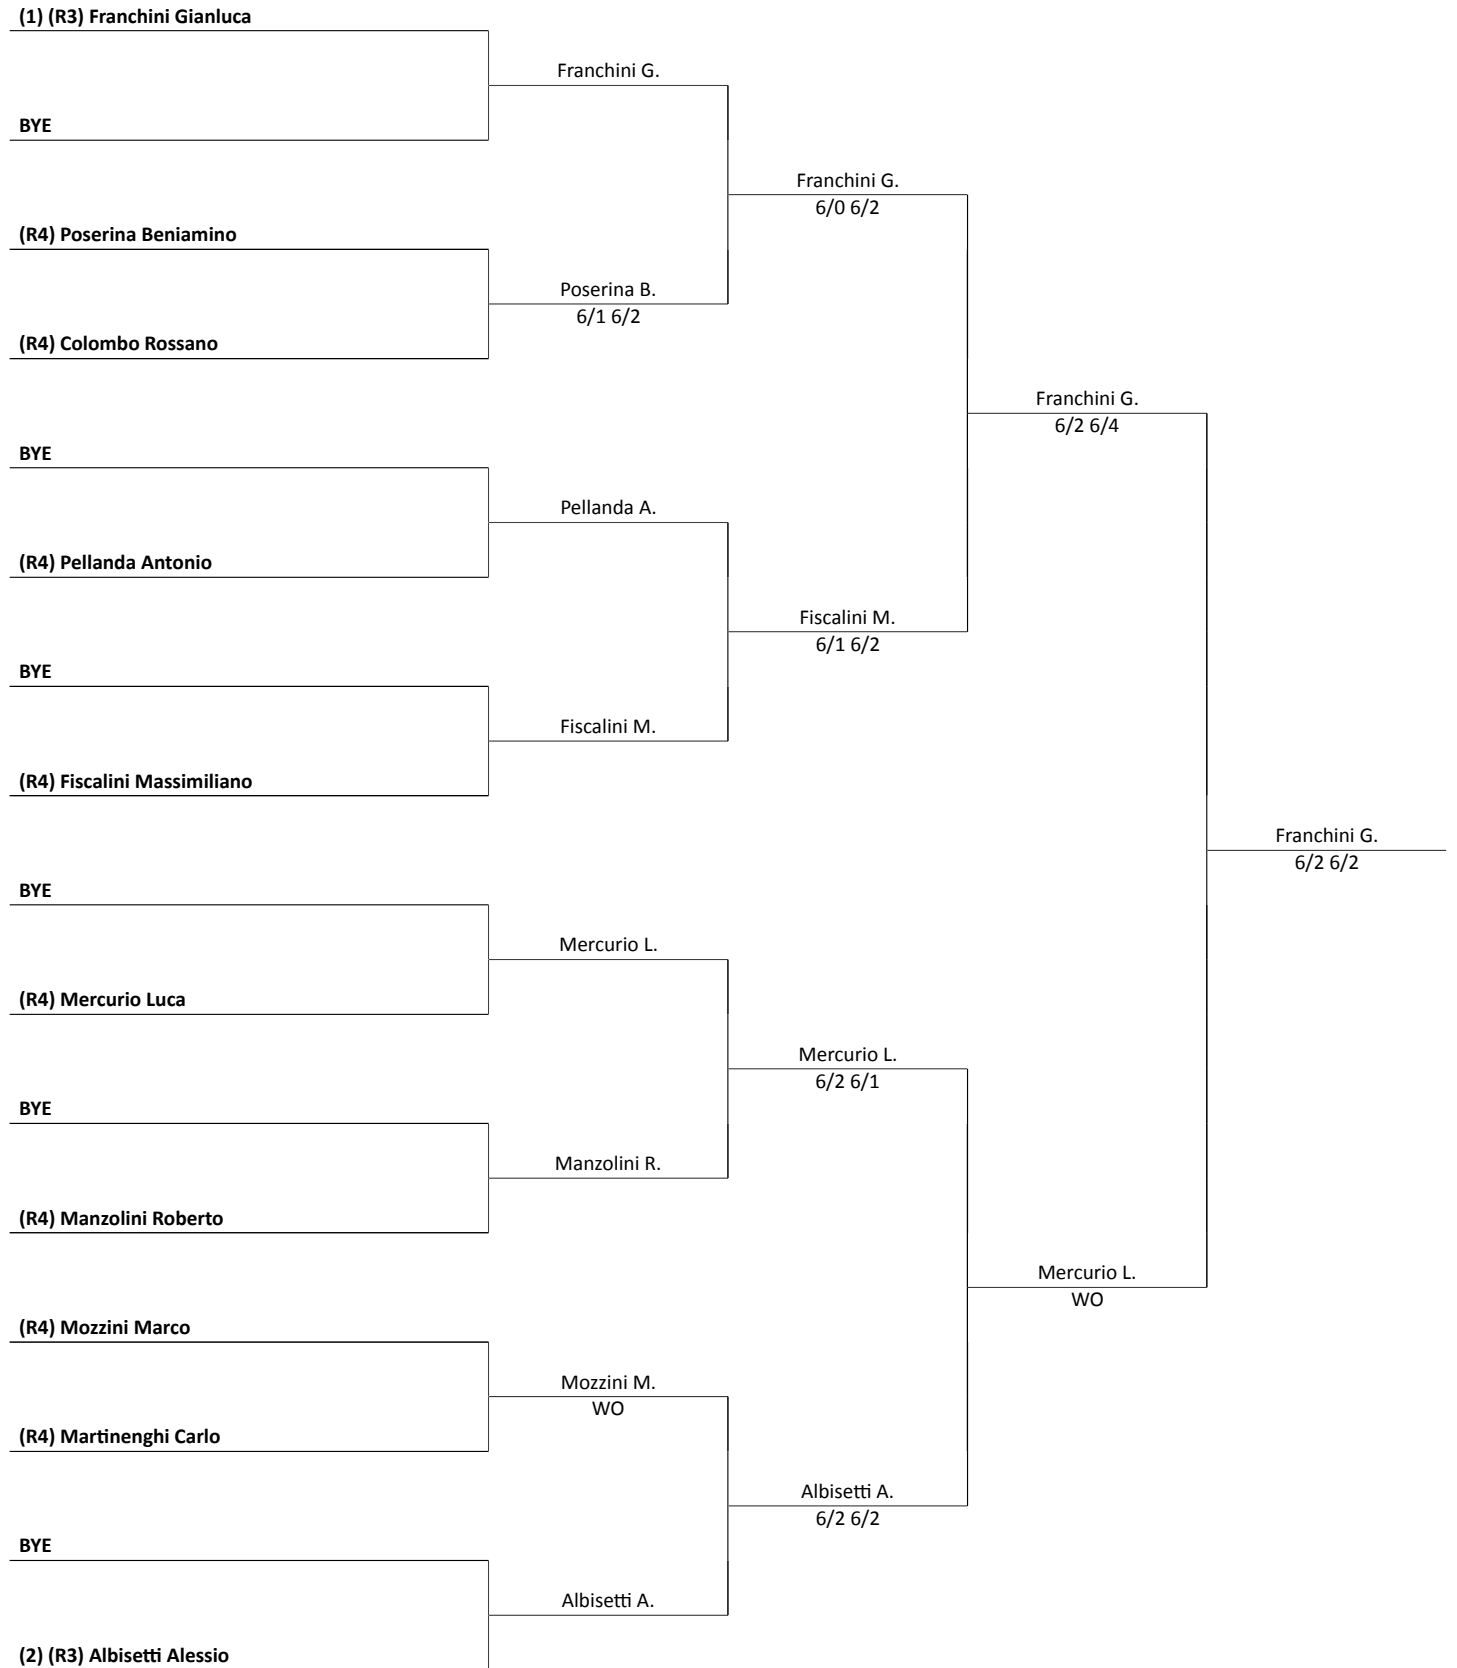 (1) (R3) Franchini Gianluca
Franchini G.
BYE
Franchini G.
6/0 6/2
(R4) Poserina Beniamino
Poserina B.
6/1 6/2
(R4) Colombo Rossano
Franchini G.
6/2 6/4
BYE
Pellanda A.
(R4) Pellanda Antonio
Fiscalini M.
6/1 6/2
BYE
Fiscalini M.
(R4) Fiscalini Massimiliano
Franchini G.
6/2 6/2
BYE
Mercurio L.
(R4) Mercurio Luca
Mercurio L.
6/2 6/1
BYE
Manzolini R.
(R4) Manzolini Roberto
Mercurio L.
WO
(R4) Mozzini Marco
Mozzini M.
WO
(R4) Martinenghi Carlo
Albisetti A.
6/2 6/2
BYE
Albisetti A.
(2) (R3) Albisetti Alessio